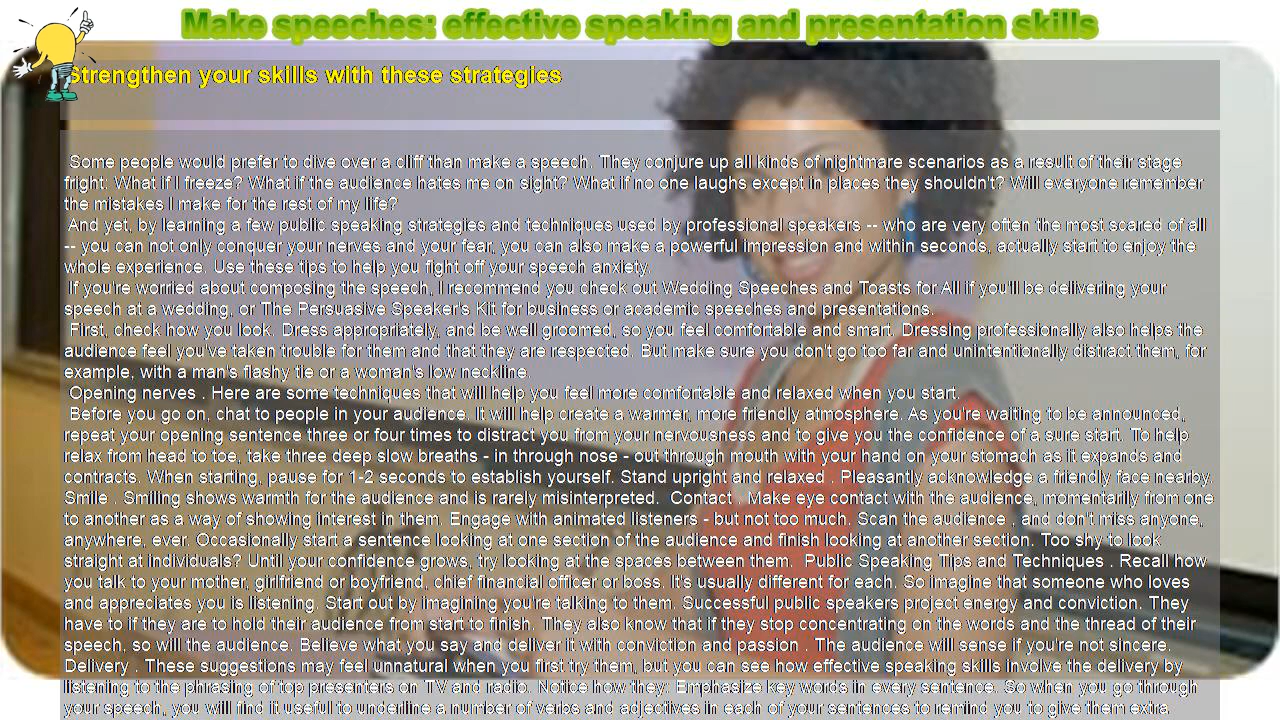 Make speeches: effective speaking and presentation skills
Strengthen your skills with these strategies
Some people would prefer to dive over a cliff than make a speech. They conjure up all kinds of nightmare scenarios as a result of their stage
fright: What if I freeze? What if the audience hates me on sight? What if no one laughs except in places they shouldn't? Will everyone remember
the mistakes I make for the rest of my life?
And yet, by learning a few public speaking strategies and techniques used by professional speakers -- who are very often the most scared of all
-- you can not only conquer your nerves and your fear, you can also make a powerful impression and within seconds, actually start to enjoy the
whole experience. Use these tips to help you fight off your speech anxiety.
If you're worried about composing the speech, I recommend you check out Wedding Speeches and Toasts for All if you'll be delivering your
speech at a wedding, or The Persuasive Speaker's Kit for business or academic speeches and presentations.
First, check how you look. Dress appropriately, and be well groomed, so you feel comfortable and smart. Dressing professionally also helps the
audience feel you've taken trouble for them and that they are respected. But make sure you don't go too far and unintentionally distract them, for
example, with a man's flashy tie or a woman's low neckline.
Opening nerves . Here are some techniques that will help you feel more comfortable and relaxed when you start.
Before you go on, chat to people in your audience. It will help create a warmer, more friendly atmosphere. As you're waiting to be announced,
repeat your opening sentence three or four times to distract you from your nervousness and to give you the confidence of a sure start. To help
relax from head to toe, take three deep slow breaths - in through nose - out through mouth with your hand on your stomach as it expands and
contracts. When starting, pause for 1-2 seconds to establish yourself. Stand upright and relaxed . Pleasantly acknowledge a friendly face nearby.
Smile . Smiling shows warmth for the audience and is rarely misinterpreted.  Contact . Make eye contact with the audience, momentarily from one
to another as a way of showing interest in them. Engage with animated listeners - but not too much. Scan the audience , and don't miss anyone,
anywhere, ever. Occasionally start a sentence looking at one section of the audience and finish looking at another section. Too shy to look
straight at individuals? Until your confidence grows, try looking at the spaces between them.  Public Speaking Tips and Techniques . Recall how
you talk to your mother, girlfriend or boyfriend, chief financial officer or boss. It's usually different for each. So imagine that someone who loves
and appreciates you is listening. Start out by imagining you're talking to them. Successful public speakers project energy and conviction. They
have to if they are to hold their audience from start to finish. They also know that if they stop concentrating on the words and the thread of their
speech, so will the audience. Believe what you say and deliver it with conviction and passion . The audience will sense if you're not sincere.
Delivery . These suggestions may feel unnatural when you first try them, but you can see how effective speaking skills involve the delivery by
listening to the phrasing of top presenters on TV and radio. Notice how they: Emphasize key words in every sentence. So when you go through
your speech, you will find it useful to underline a number of verbs and adjectives in each of your sentences to remind you to give them extra